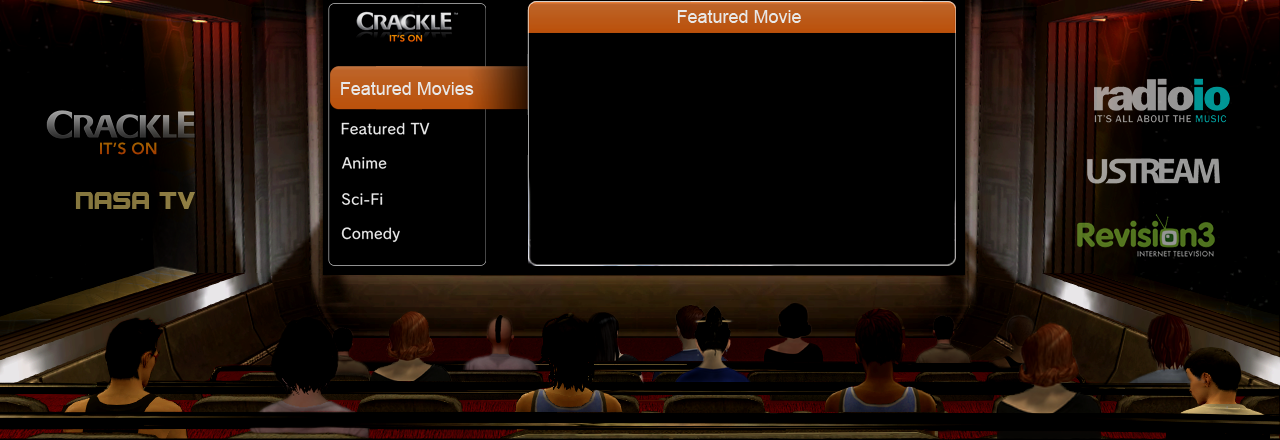 CRACKLE
IT'S ON
NASA TV
CRACKLE™
IT'S ON
Featured Movies
Featured TV
Anime
Sci-Fi
Comedy
Featured Movie
radioio
IT'S ALL ABOUT THE MUSIC
USTREAM
Revision3
INTERNET TELEVISION